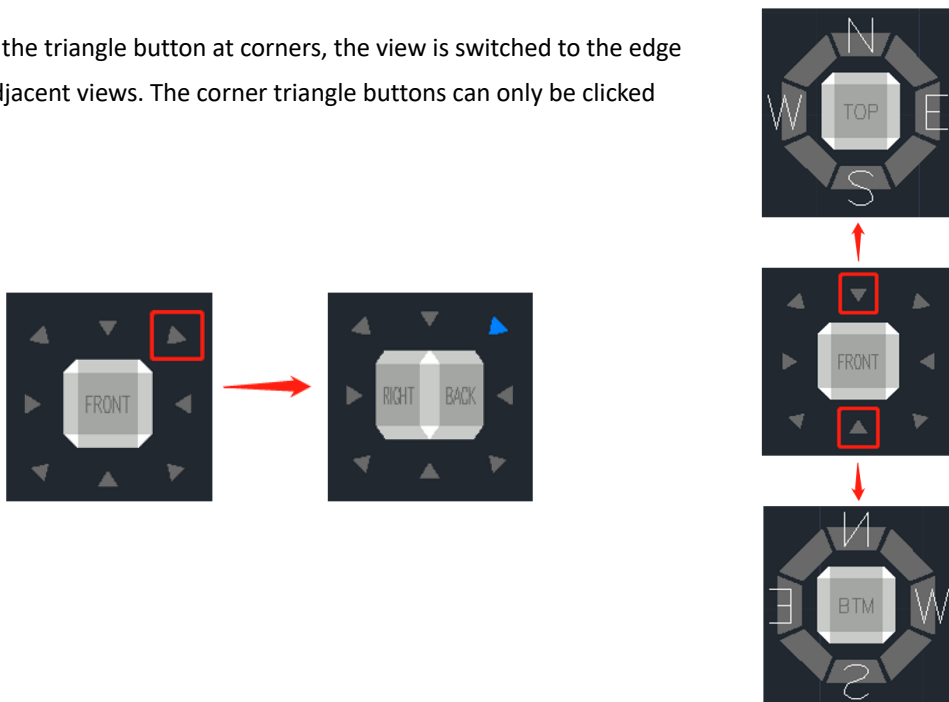 the triangle button at corners, the view is switched to the edge
djacent views. The corner triangle buttons can only be clicked
N
W TOP E
S
FRONT
RIGHT BACK
FRONT
N
E BTM W
S